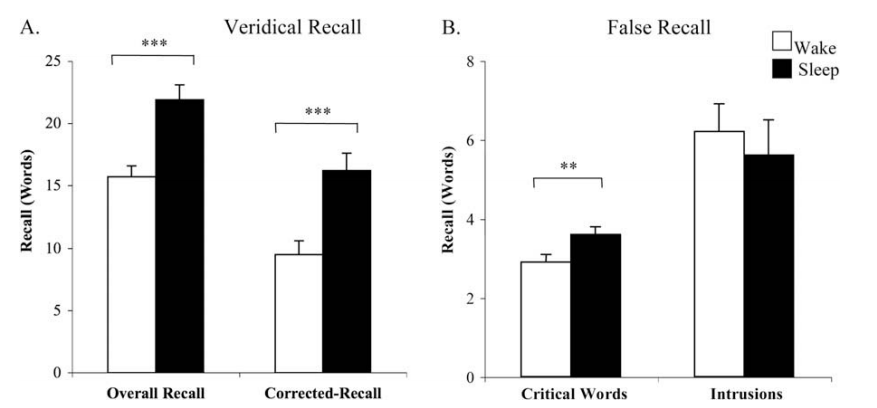 A.
Veridical Recall
***
***
25
20
15
10
5
0
Recall (Words)
Overall Recall
Corrected-Recall
B.
False Recall
Wake
Sleep
**
8
6
4
2
0
Recall (Words)
Critical Words
Intrusions